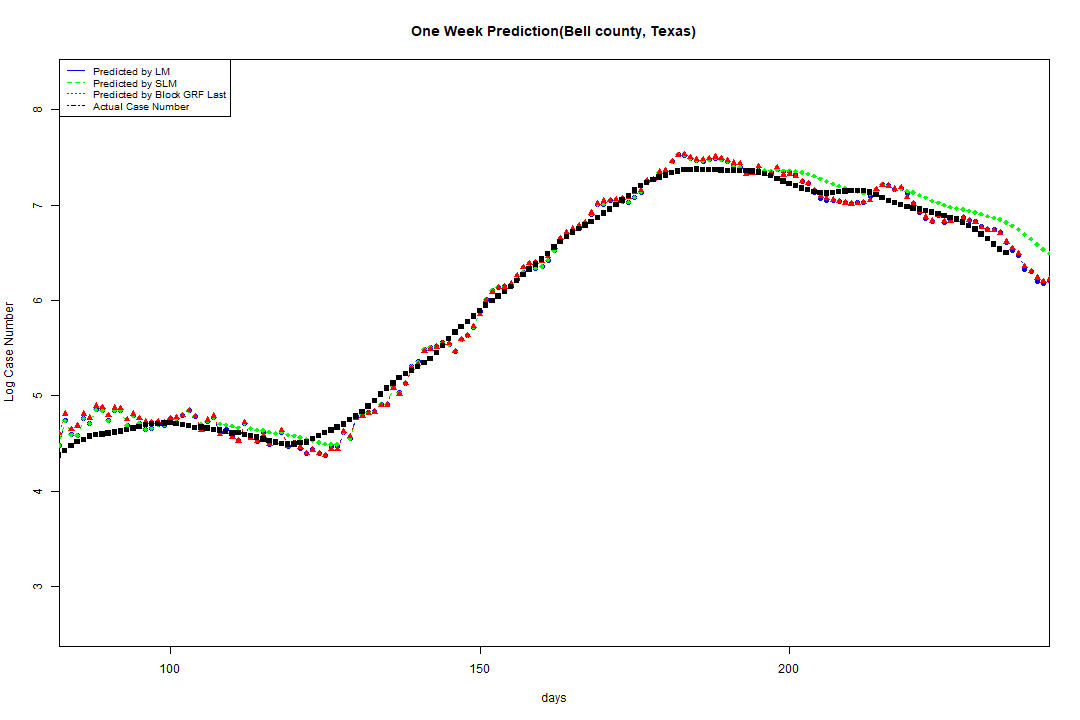 One Week Prediction(Bell county, Texas)
Predicted by LM
Predicted by SLM
Predicted by Block GRF Last
Actual Case Number
8
7
6
5
4
3
Log Case Number
100 150 200
days